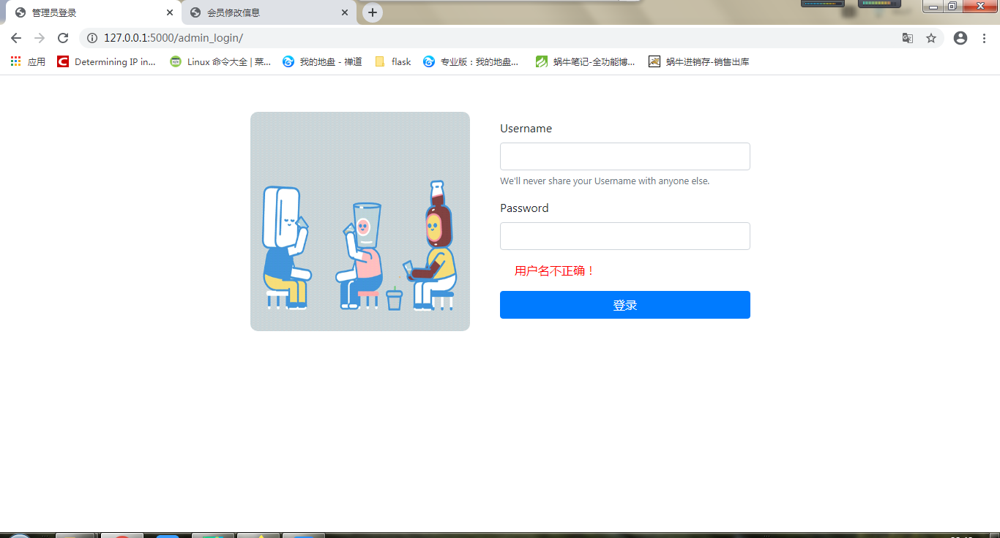 管理员登录
会员修改信息
127.0.0.1:5000/admin_login/
应用
Determining IP in...
Linux 命令大全 | 菜...
我的地盘 - 禅道
flask
专业版：我的地盘...
蜗牛笔记-全功能博...
蜗牛进销存-销售出库
Username
We'll never share your Username with anyone else.
Password
用户名不正确！
登录